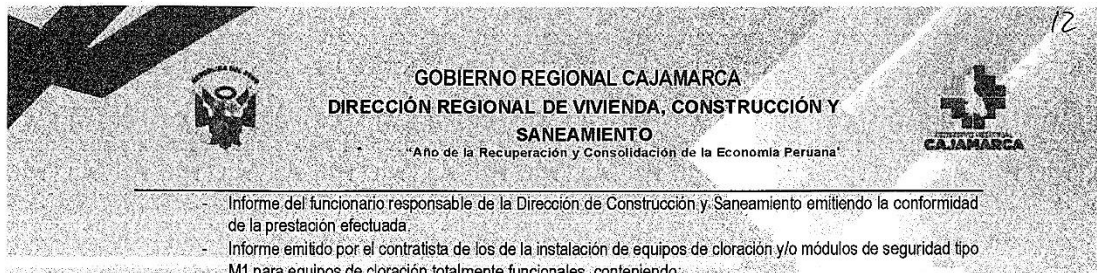 12
GOBIERNO REGIONAL CAJAMARCA
DIRECCIÓN REGIONAL DE VIVIENDA, CONSTRUCCIÓN Y
SANEAMIENTO
"Año de la Recuperación y Consolidación de la Economía Peruana"
CAJAMARCA
- Informe del funcionario responsable de la Dirección de Construcción y Saneamiento emitiendo la conformidad
de la prestación efectuada.
- Informe emitido por el contratista de los de la instalación de equipos de cloración y/o módulos de seguridad tipo
M1 para equipos de cloración totalmente funcionales, conteniendo: